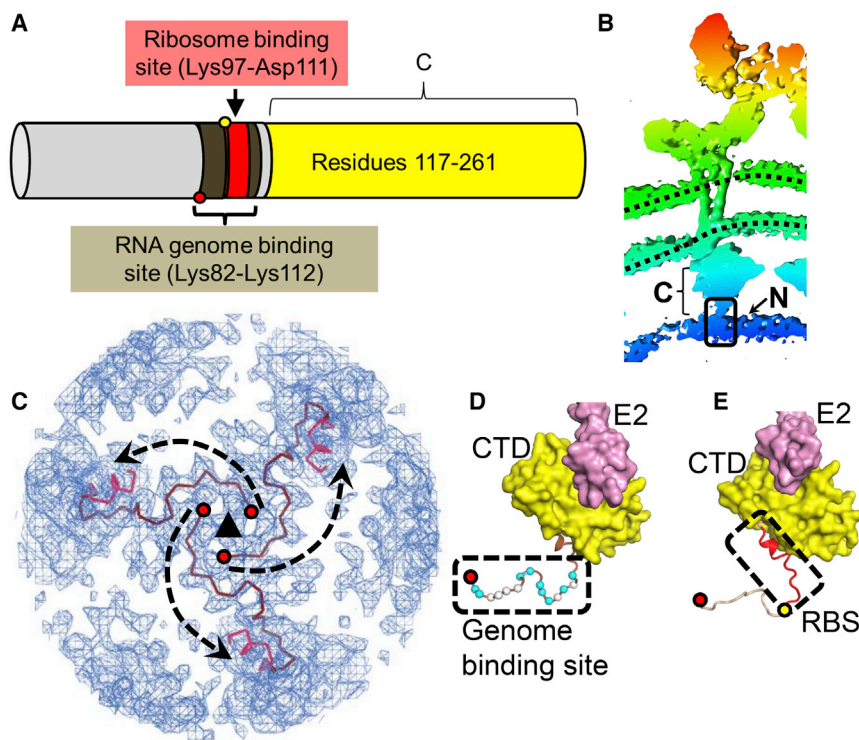 A
Ribosome binding
site (Lys97-Asp111)
C
Residues 117-261
RNA genome binding
site (Lys82-Lys112)
B
C
N
C
D
CTD
E2
Genome
binding site
E
E2
CTD
RBS